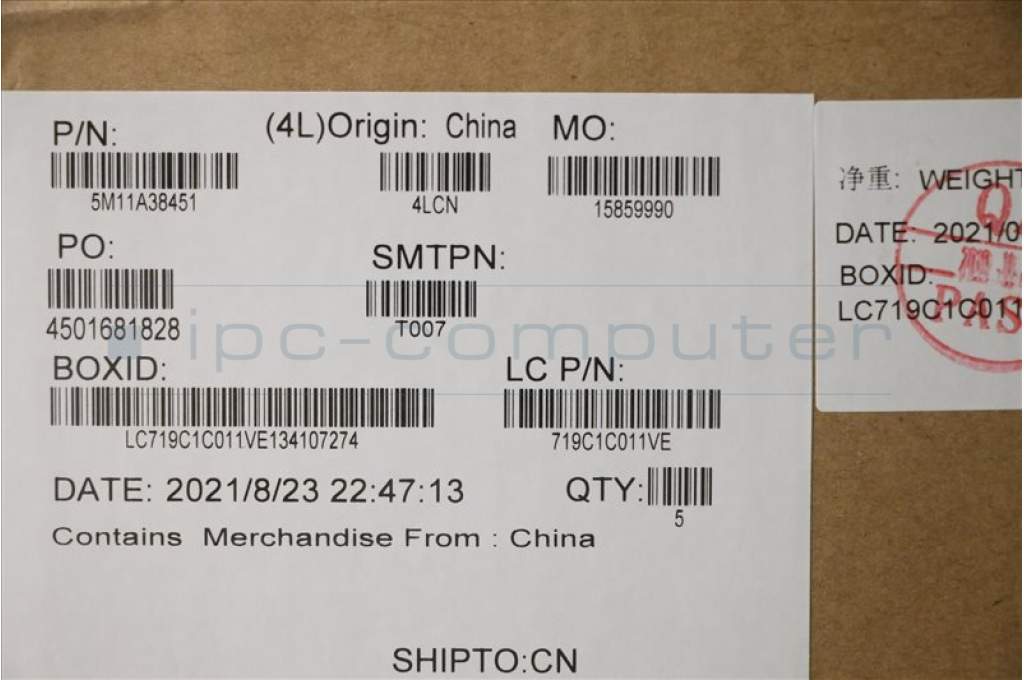 P/N:
(4L)Origin: China
MO:
5M11A38451
4LCN
15859990
PO:
SMTPN:
4501681828
T007
BOXID:
LC P/N:
LC719C1C011VE134107274
719C1C011VE
DATE: 2021/8/23 22:47:13
QTY:
5
Contains Merchandise From : China
SHIPTO:CN
净重: WEIGHT
DATE: 2021/0
BOXID:
LC719C1C011
PAS
ipc-computer